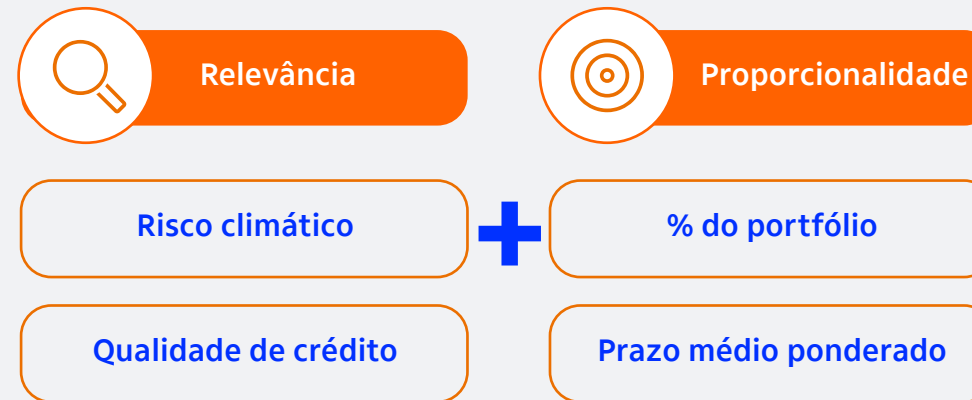 Relevância
Proporcionalidade
Risco climático
% do portfólio
Qualidade de crédito
Prazo médio ponderado